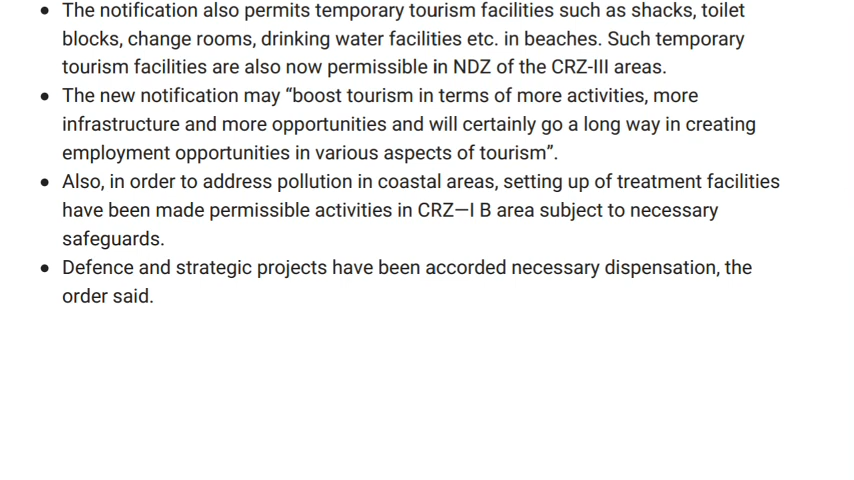 • The notification also permits temporary tourism facilities such as shacks, toilet
blocks, change rooms, drinking water facilities etc. in beaches. Such temporary
tourism facilities are also now permissible in NDZ of the CRZ-III areas.
• The new notification may “boost tourism in terms of more activities, more
infrastructure and more opportunities and will certainly go a long way in creating
employment opportunities in various aspects of tourism”.
• Also, in order to address pollution in coastal areas, setting up of treatment facilities
have been made permissible activities in CRZ—I B area subject to necessary
safeguards.
• Defence and strategic projects have been accorded necessary dispensation, the
order said.